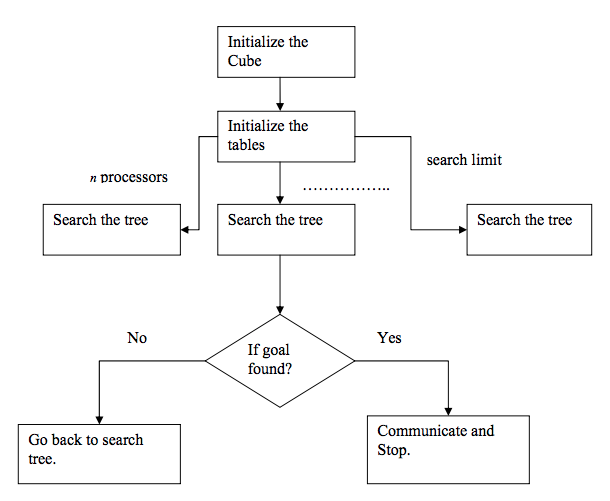 Initialize the
Cube
Initialize the
tables
search limit
n processors
……………..
Search the tree
Search the tree
Search the tree
No
Yes
If goal
found?
Go back to search
tree.
Communicate and
Stop.